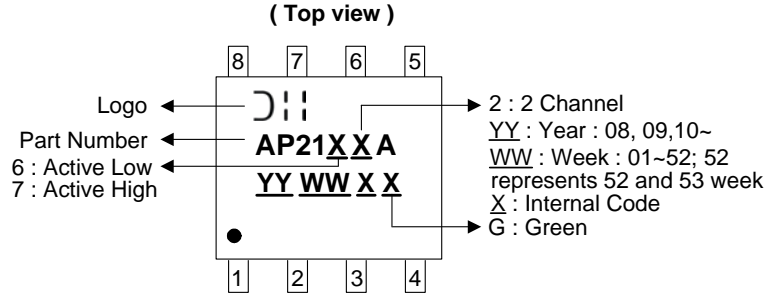 ( Top view )
8 7 6 5
Logo
Part Number
6 : Active Low
7 : Active High
AP21XXA
YY WW X X
2 : 2 Channel
YY : Year : 08, 09,10~
WW : Week : 01~52; 52
represents 52 and 53 week
X : Internal Code
G : Green
1 2 3 4